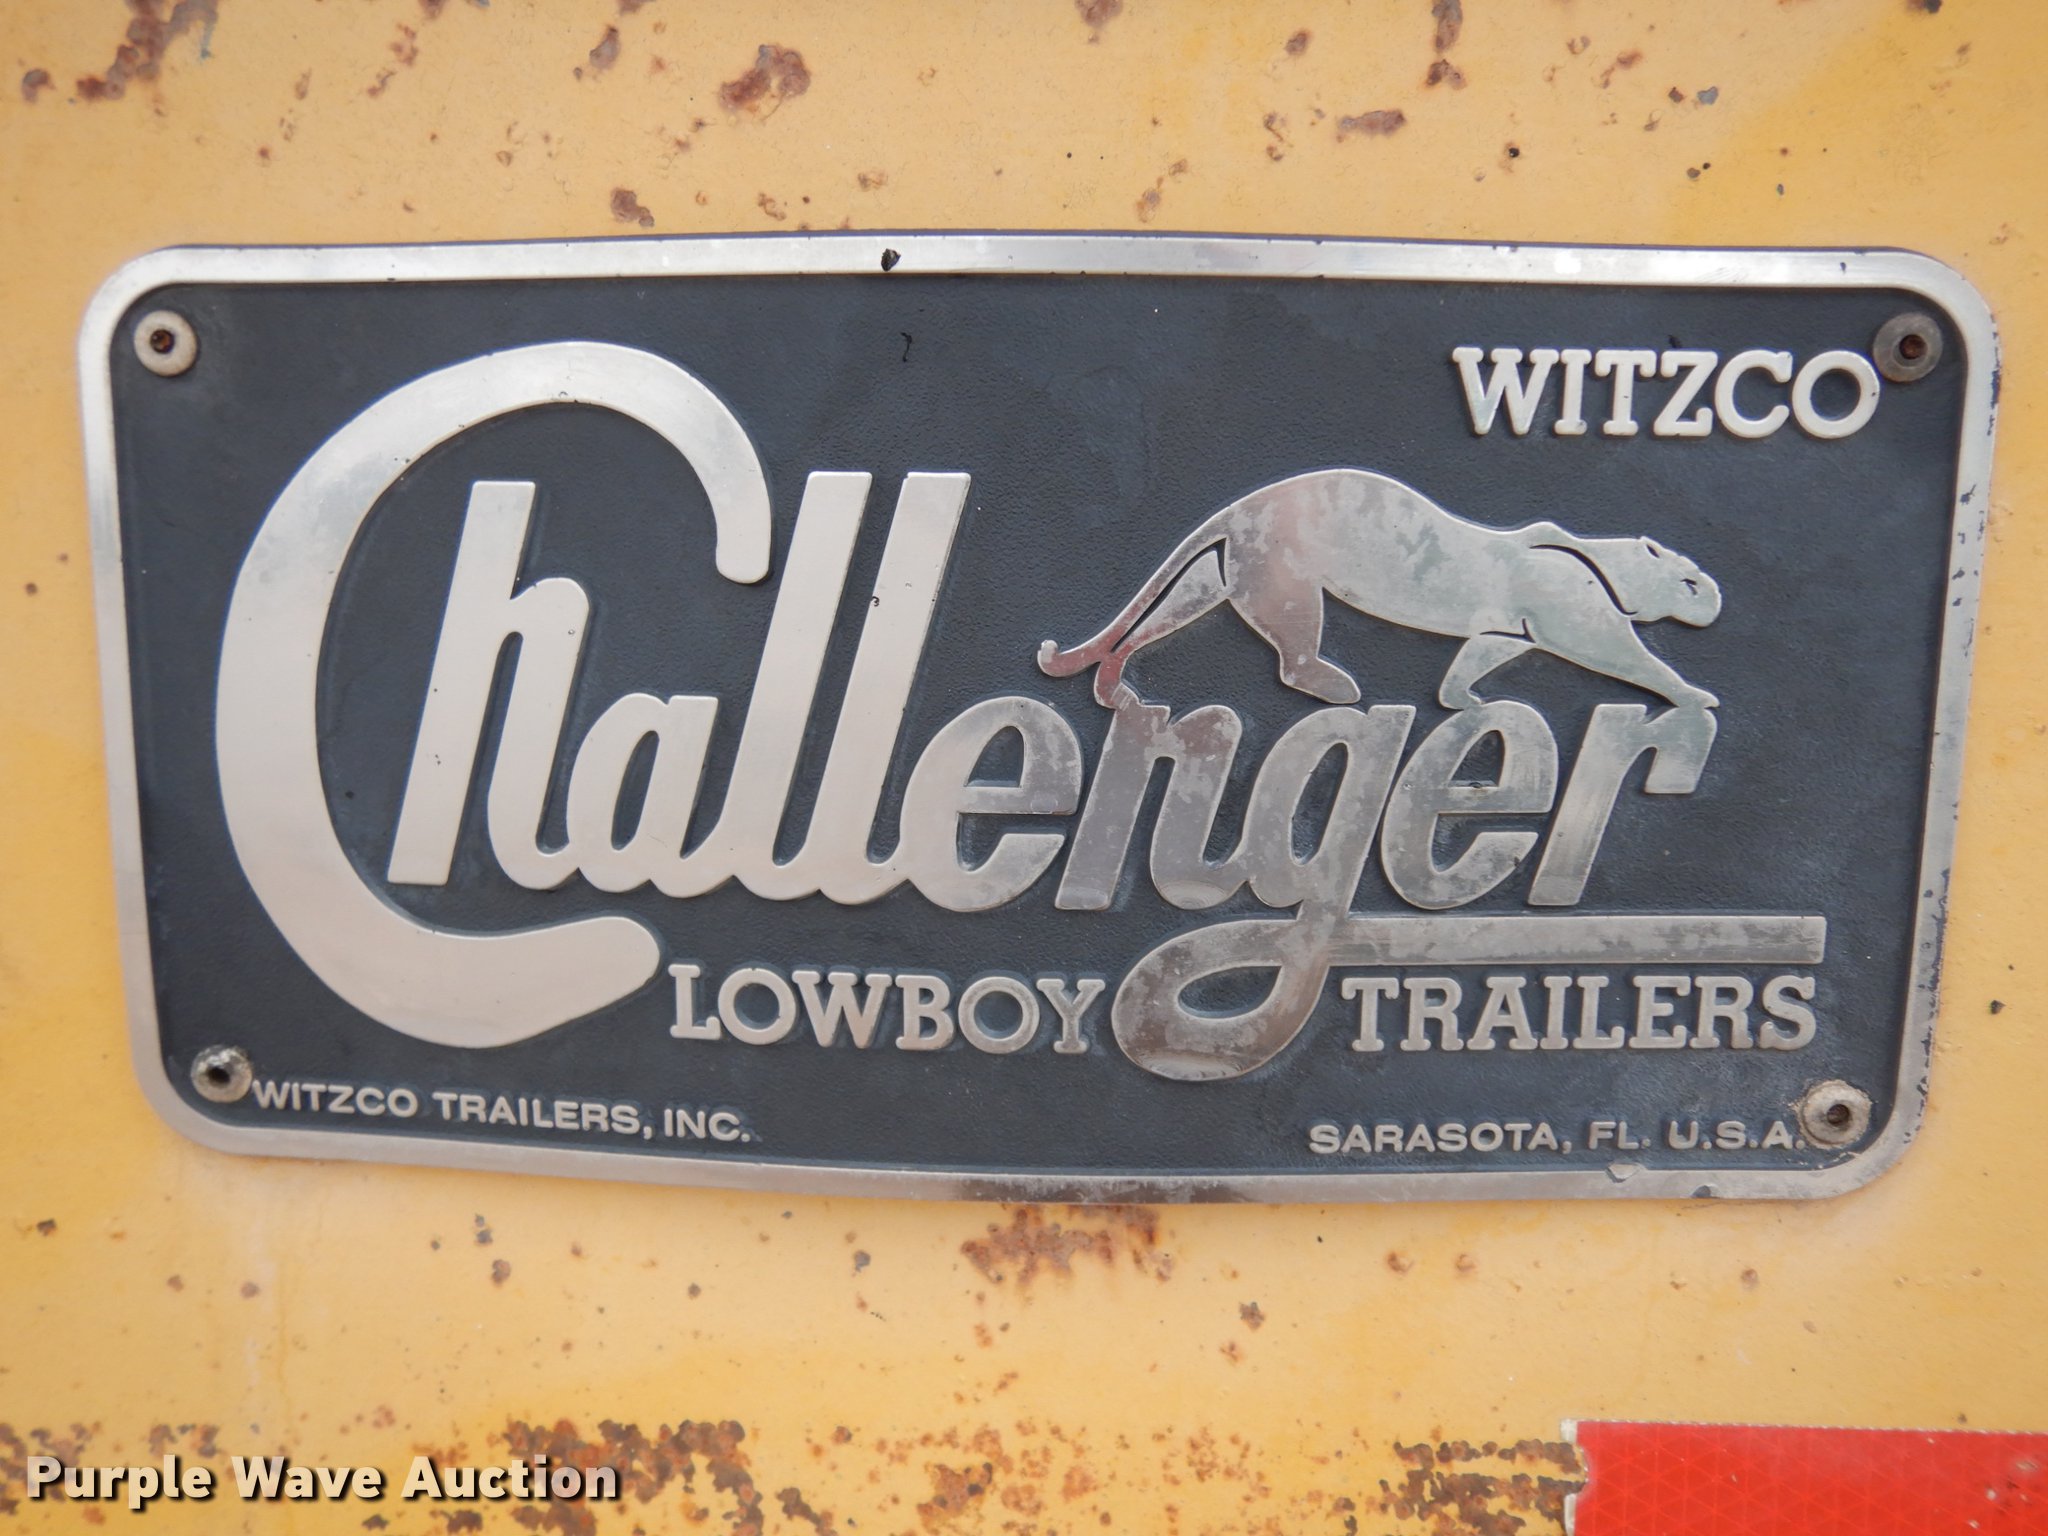 WITZCO
Challenger
LOWBOY TRAILERS
WITZCO TRAILERS, INC. SARASOTA, FL. U.S.A.
Purple Wave Auction